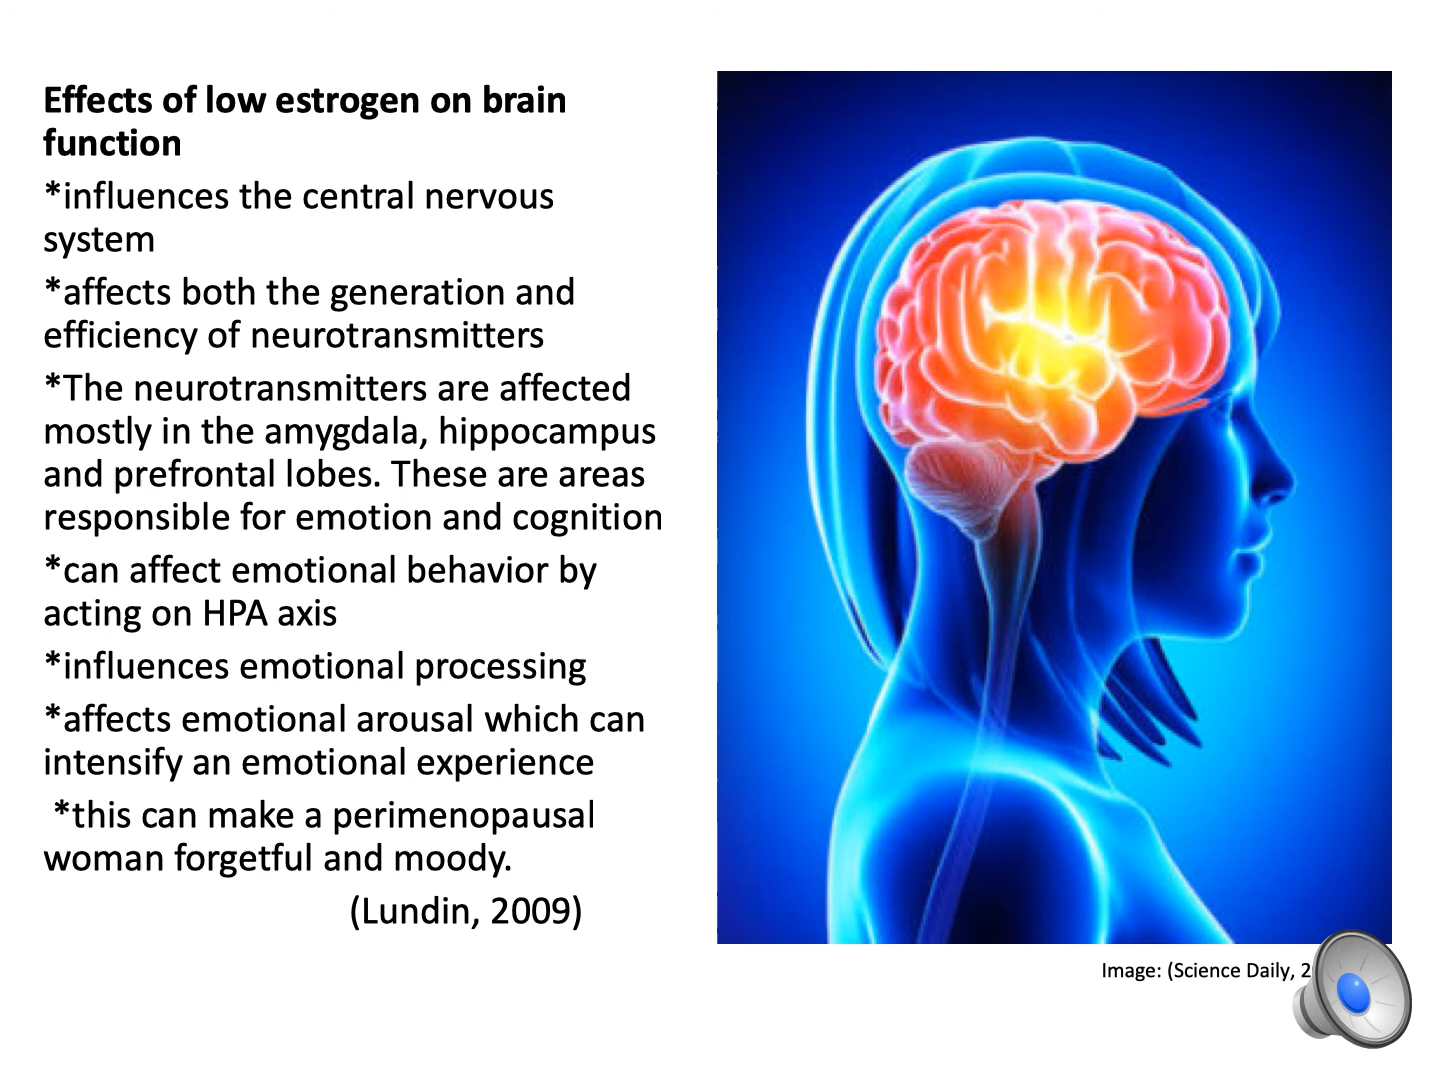 Effects of low estrogen on brain
function
*influences the central nervous
system
*affects both the generation and
efficiency of neurotransmitters
*The neurotransmitters are affected
mostly in the amygdala, hippocampus
and prefrontal lobes. These are areas
responsible for emotion and cognition
*can affect emotional behavior by
acting on HPA axis
*influences emotional processing
*affects emotional arousal which can
intensify an emotional experience
*this can make a perimenopausal
woman forgetful and moody.
(Lundin, 2009)
Image: (Science Daily,